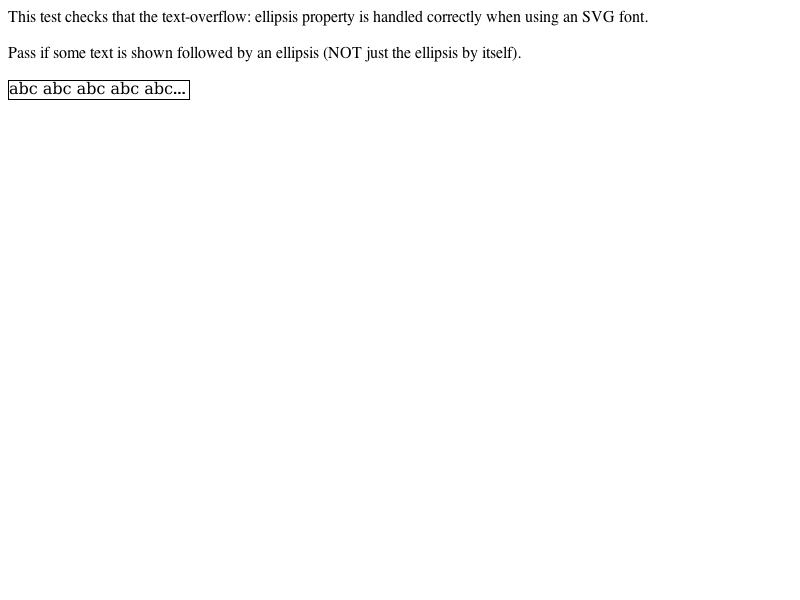 This test checks that the text-overflow: ellipsis property is handled correctly when using an SVG font.
Pass if some text is shown followed by an ellipsis (NOT just the ellipsis by itself).
abc abc abc abc abc...